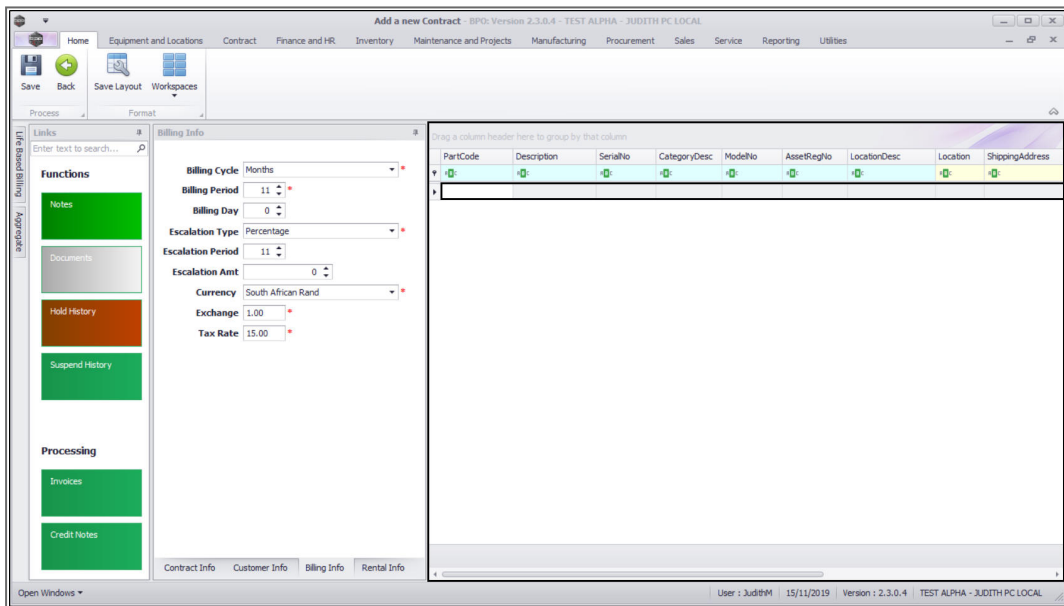 Add a new Contract - BPO: Version 2.3.0.4 - TEST ALPHA - JUDITH PC LOCAL
Home Equipment and Locations Contract Finance and HR Inventory Maintenance and Projects Manufacturing Procurement Sales Service Reporting Utilities
Save Back Save Layout Workspaces
Process Format
Life Based Billing
Aggregate
Links
Enter text to search...
Functions
Notes
Documents
Hold History
Suspend History
Processing
Invoices
Credit Notes
Billing Info
Billing Cycle Months *
Billing Period 11 *
Billing Day 0
Escalation Type Percentage *
Escalation Period 11
Escalation Amt 0
Currency South African Rand *
Exchange 1.00 *
Tax Rate 15.00 *
Contract Info Customer Info Billing Info Rental Info
Drag a column header here to group by that column
PartCode Description SerialNo CategoryDesc ModelNo AssetRegNo LocationDesc Location ShippingAddress
Open Windows
User : JudithM 15/11/2019 Version : 2.3.0.4 TEST ALPHA - JUDITH PC LOCAL